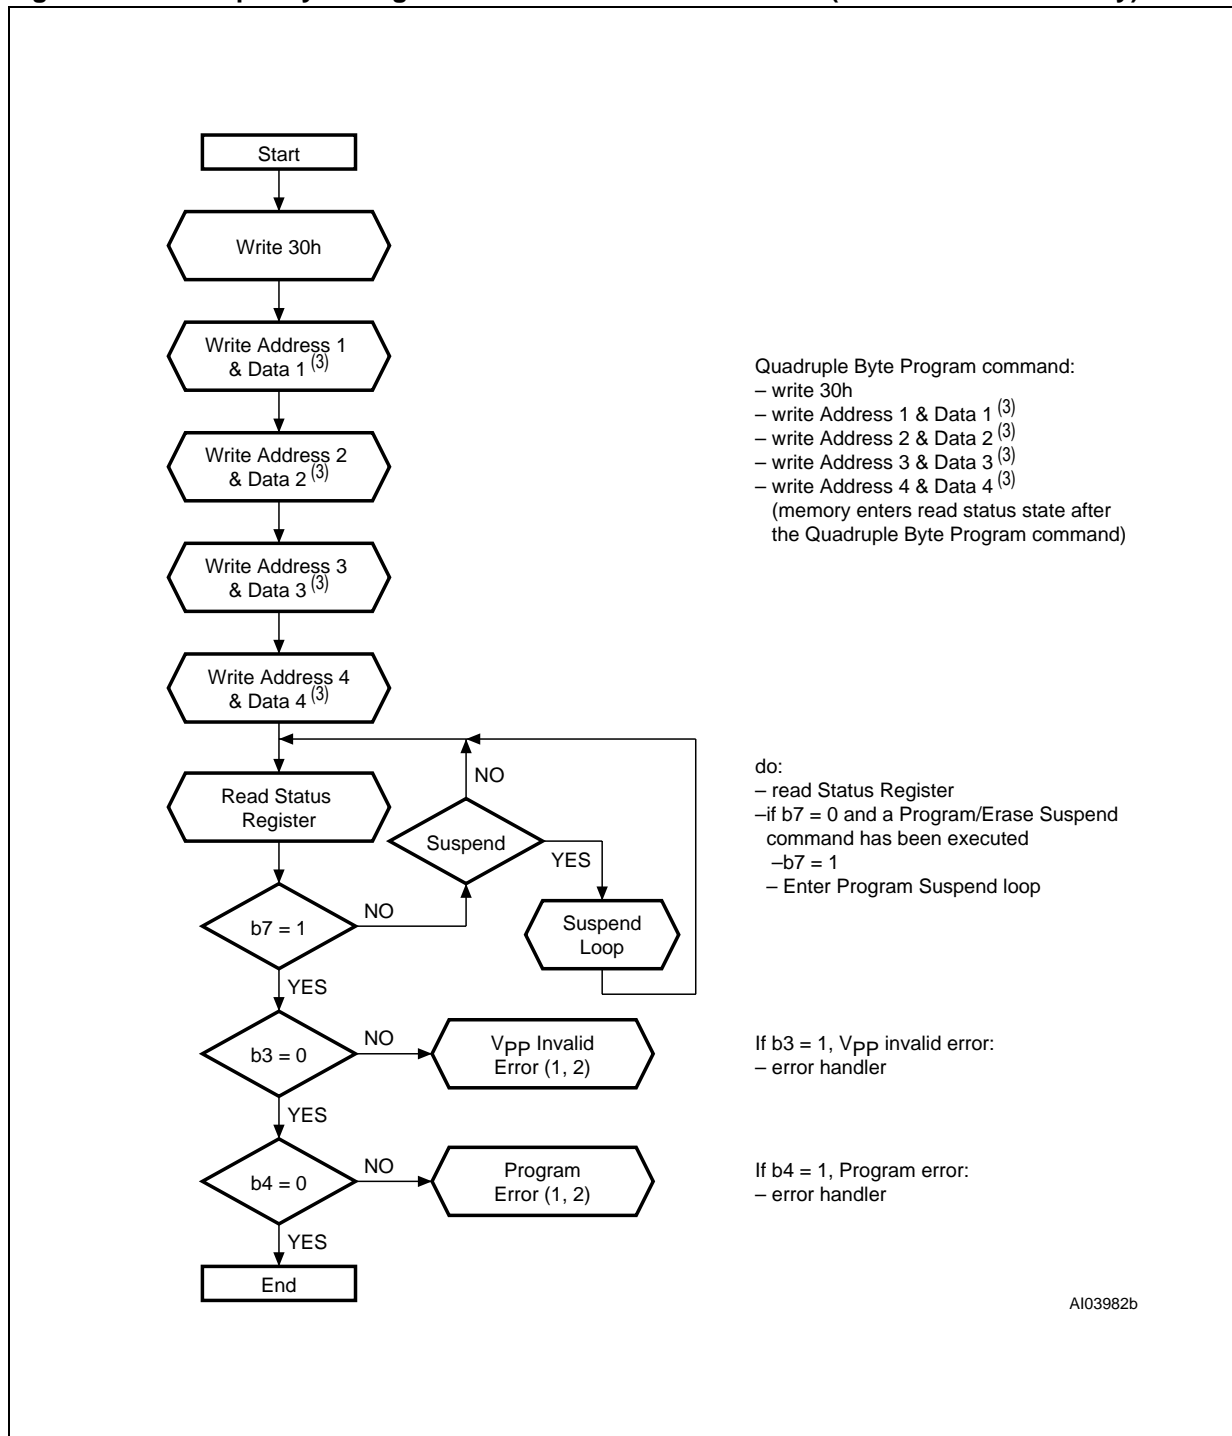 Start
Write 30h
Write Address 1
& Data 1 (3)
Write Address 2
& Data 2 (3)
Write Address 3
& Data 3 (3)
Write Address 4
& Data 4 (3)
Read Status
Register
NO
Suspend
YES
Suspend
Loop
b7 = 1
NO
YES
b3 = 0
NO
VPP Invalid
Error (1, 2)
YES
b4 = 0
NO
Program
Error (1, 2)
YES
End
Quadruple Byte Program command:
– write 30h
– write Address 1 & Data 1 (3)
– write Address 2 & Data 2 (3)
– write Address 3 & Data 3 (3)
– write Address 4 & Data 4 (3)
(memory enters read status state after
the Quadruple Byte Program command)
do:
– read Status Register
–if b7 = 0 and a Program/Erase Suspend
command has been executed
–b7 = 1
– Enter Program Suspend loop
If b3 = 1, VPP invalid error:
– error handler
If b4 = 1, Program error:
– error handler
AI03982b